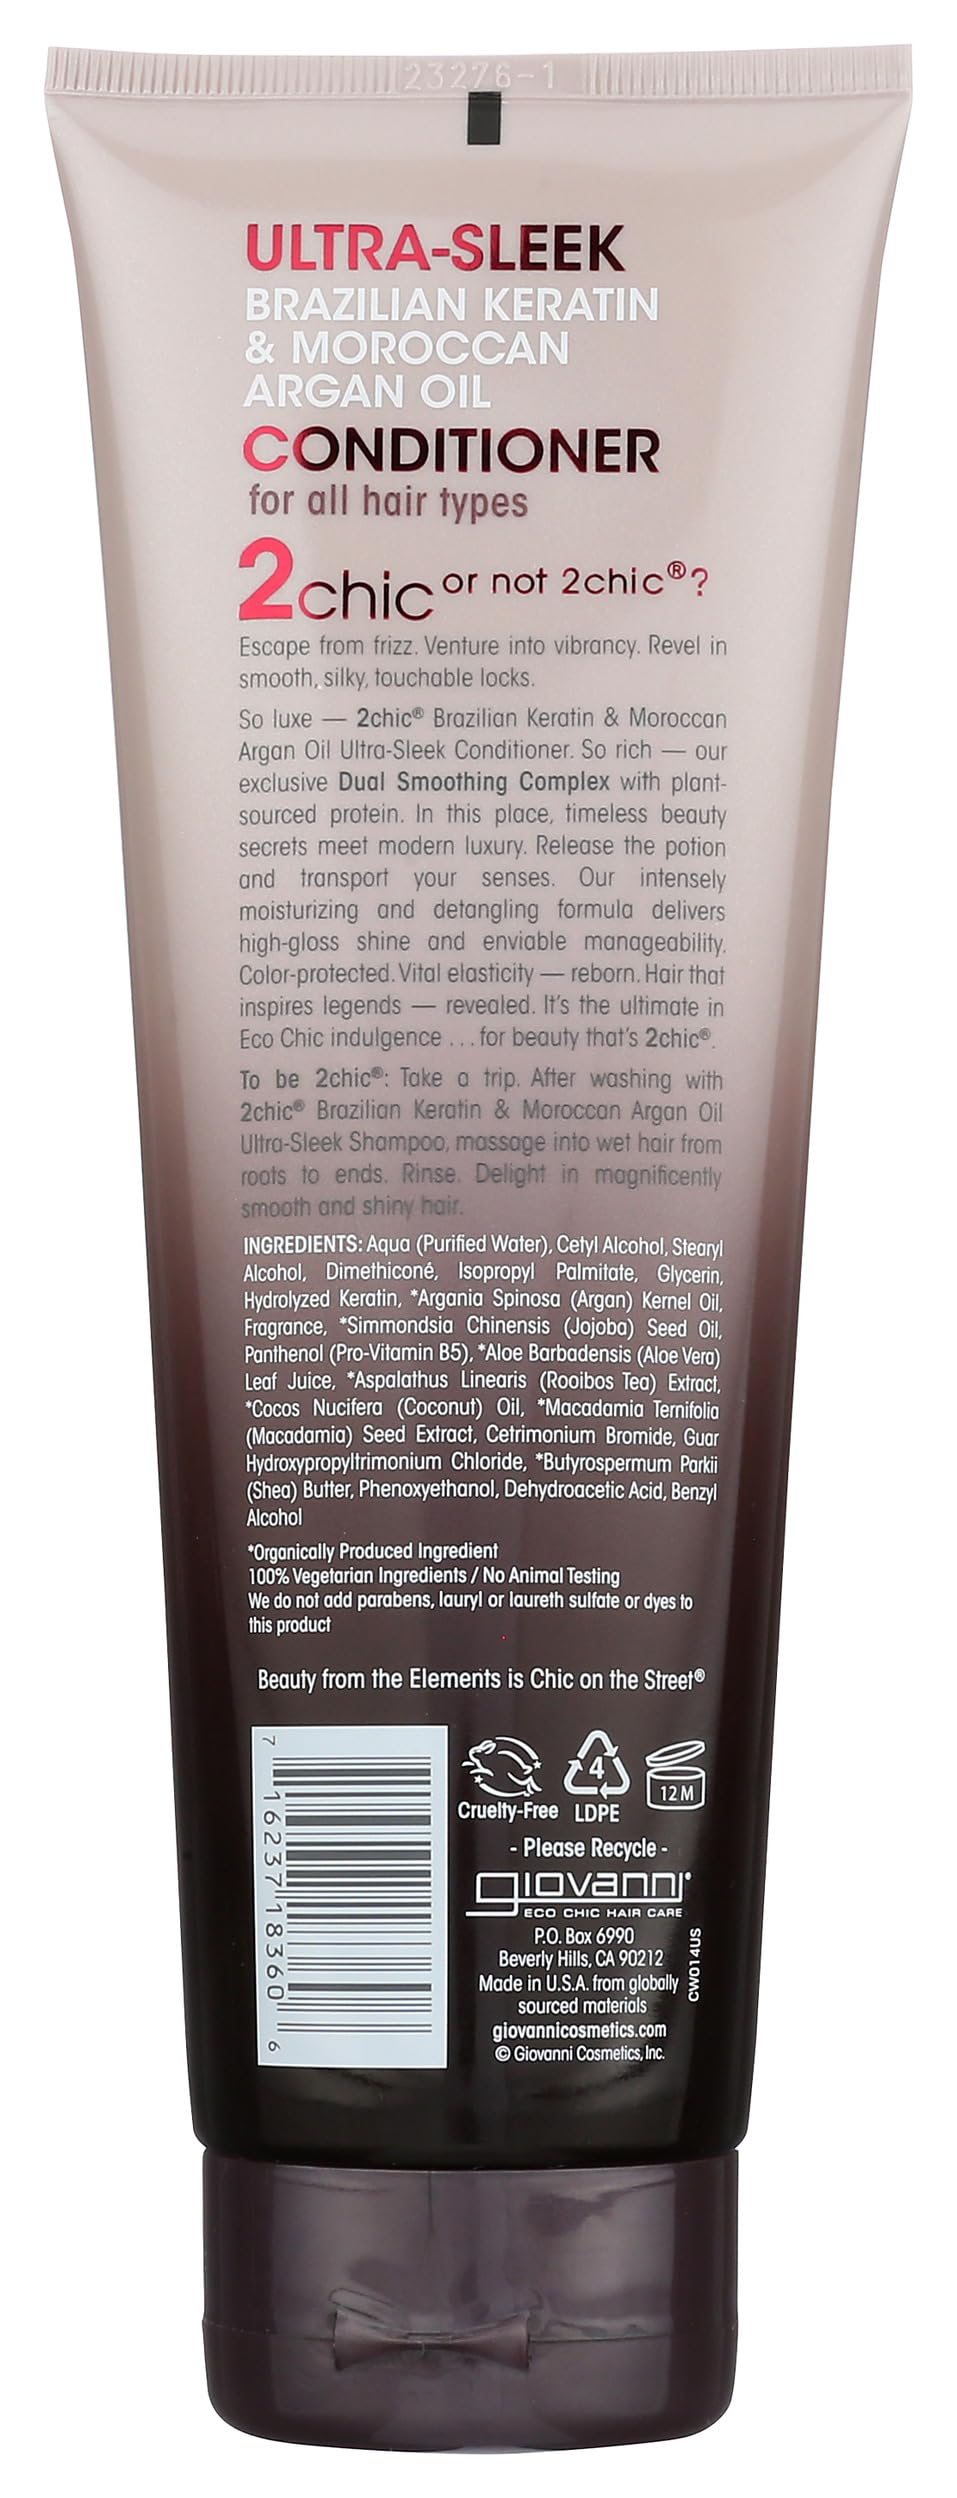 23276-1
ULTRA-SLEEK
BRAZILIAN KERATIN
& MOROCCAN
ARGAN OIL
CONDITIONER
for all hair types
2chic or not 2chic®?
Escape from frizz. Venture into vibrancy. Revel in
smooth, silky, touchable locks.
So luxe — 2chic® Brazilian Keratin & Moroccan
Argan Oil Ultra-Sleek Conditioner. So rich — our
exclusive Dual Smoothing Complex with plant-
sourced protein. In this place, timeless beauty
secrets meet modern luxury. Release the potion
and transport your senses. Our intensely
moisturizing and detangling formula delivers
high-gloss shine and enviable manageability.
Color-protected. Vital elasticity — reborn. Hair that
inspires legends — revealed. It's the ultimate in
Eco Chic indulgence . . . for beauty that's 2chic®.
To be 2chic®: Take a trip. After washing with
2chic® Brazilian Keratin & Moroccan Argan Oil
Ultra-Sleek Shampoo, massage into wet hair from
roots to ends. Rinse. Delight in magnificently
smooth and shiny hair.
INGREDIENTS: Aqua (Purified Water), Cetyl Alcohol, Stearyl
Alcohol, Dimethiconé, Isopropyl Palmitate, Glycerin,
Hydrolyzed Keratin, *Argania Spinosa (Argan) Kernel Oil,
Fragrance, *Simmondsia Chinensis (Jojoba) Seed Oil,
Panthenol (Pro-Vitamin B5), *Aloe Barbadensis (Aloe Vera)
Leaf Juice, *Aspalathus Linearis (Rooibos Tea) Extract,
*Cocos Nucifera (Coconut) Oil, *Macadamia Ternifolia
(Macadamia) Seed Extract, Cetrimonium Bromide, Guar
Hydroxypropyltrimonium Chloride, *Butyrospermum Parkii
(Shea) Butter, Phenoxyethanol, Dehydroacetic Acid, Benzyl
Alcohol
*Organically Produced Ingredient
100% Vegetarian Ingredients / No Animal Testing
We do not add parabens, lauryl or laureth sulfate or dyes to
this product
Beauty from the Elements is Chic on the Street®
7 16237 18360 6
Cruelty-Free
4
LDPE
12 M
- Please Recycle -
giovanni
ECO CHIC HAIR CARE
P.O. Box 6990
Beverly Hills, CA 90212
Made in U.S.A. from globally
sourced materials
giovannicosmetics.com
© Giovanni Cosmetics, Inc.
CW014US